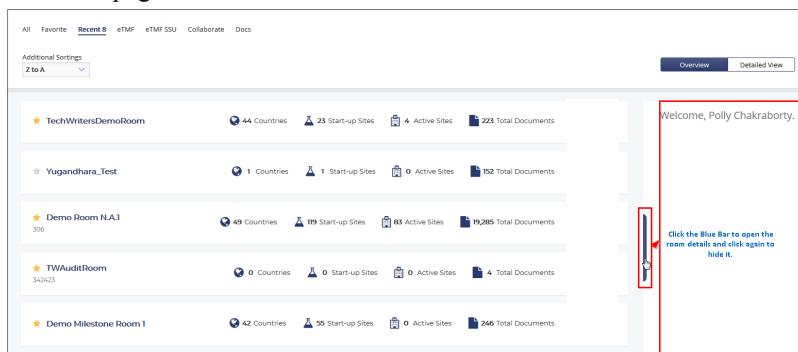 All Favorite Recent 8 eTMF eTMF SSU Collaborate Docs
Additional Sortings
Z to A
Overview Detailed View
Welcome, Polly Chakraborty.
TechWritersDemoRoom 44 Countries 23 Start-up Sites 4 Active Sites 223 Total Documents
Yugandhara_Test 1 Countries 1 Start-up Sites 0 Active Sites 152 Total Documents
Demo Room N.A.1 49 Countries 119 Start-up Sites 83 Active Sites 19,285 Total Documents
306
Click the Blue Bar to open the
room details and click again to
hide it.
TWAuditRoom 0 Countries 0 Start-up Sites 0 Active Sites 4 Total Documents
342423
Demo Milestone Room 1 42 Countries 55 Start-up Sites 0 Active Sites 246 Total Documents